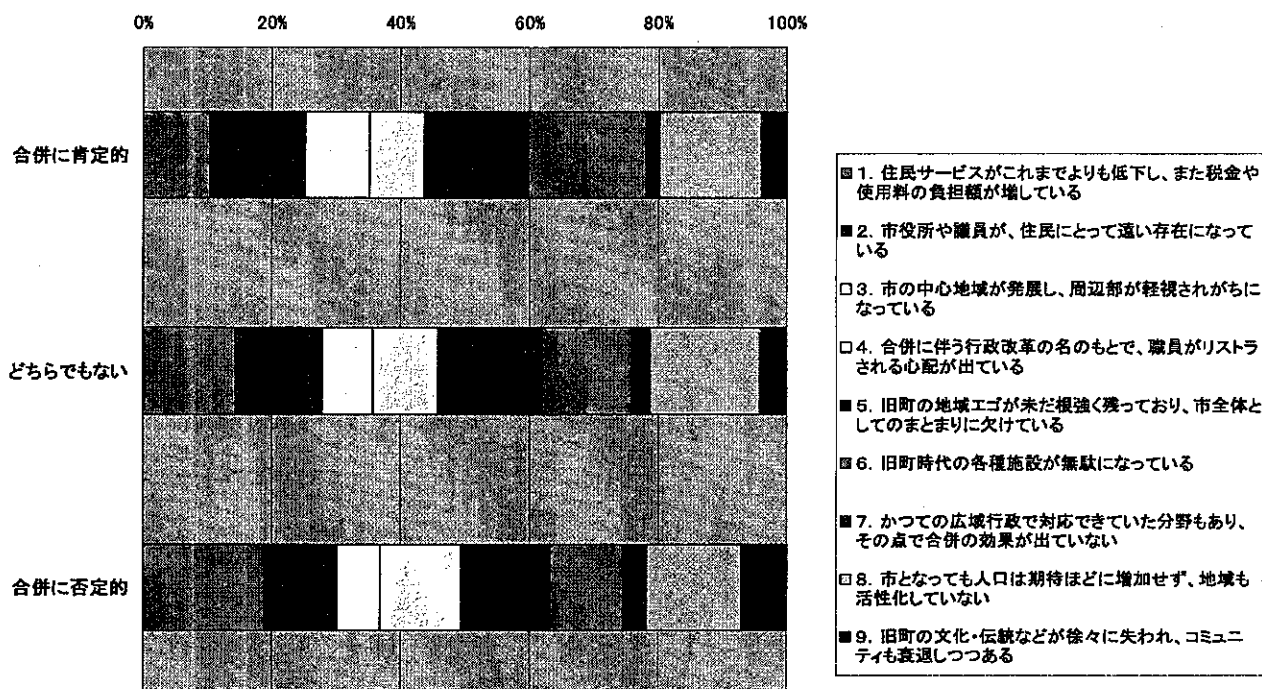 0% 20% 40% 60% 80% 100%
合併に肯定的
どちらでもない
合併に否定的
1. 住民サービスがこれまでよりも低下し、また税金や
使用料の負担額が増している
2. 市役所や議員が、住民にとって遠い存在になって
いる
3. 市の中心地域が発展し、周辺部が軽視されがちに
なっている
4. 合併に伴う行政改革の名のもとで、職員がリストラ
される心配が出ている
5. 旧町の地域エゴが未だ根強く残っており、市全体と
してのまとまりに欠けている
6. 旧町時代の各種施設が無駄になっている
7. かつての広域行政で対応できていた分野もあり、
その点で合併の効果が出ていない
8. 市となっても人口は期待ほどに増加せず、地域も
活性化していない
9. 旧町の文化・伝統などが徐々に失われ、コミュニ
ティも衰退しつつある